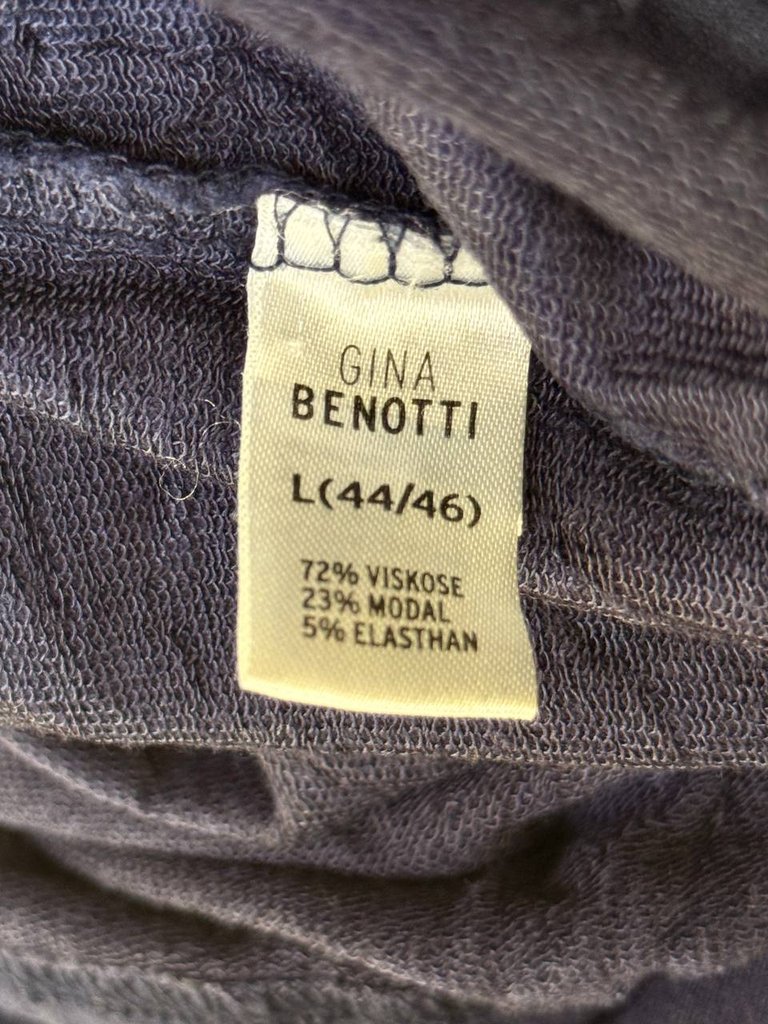 GINA
BENOTTI
L(44/46)
72% VISKOSE
23% MODAL
5% ELASTHAN